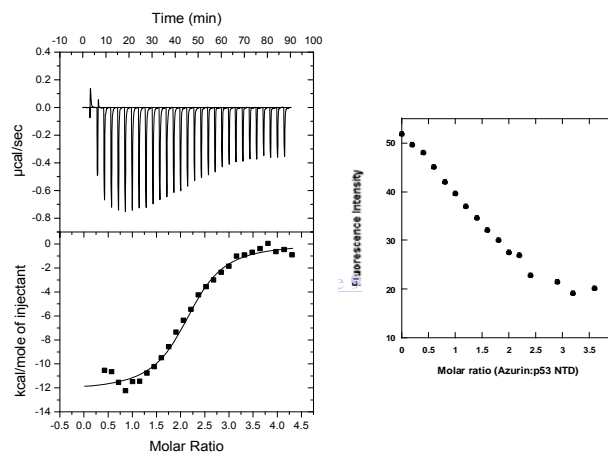 Time (min)
-10 0 10 20 30 40 50 60 70 80 90 100
0.4
0.2
0.0
-0.2
-0.4
-0.6
-0.8
µcal/sec
0
-2
-4
-6
-8
-10
-12
-14
kcal/mole of injectant
-0.5 0.0 0.5 1.0 1.5 2.0 2.5 3.0 3.5 4.0 4.5
Molar Ratio
50
40
30
20
10
Fluorescence Intensity
0 0.5 1 1.5 2 2.5 3 3.5
Molar ratio (Azurin:p53 NTD)